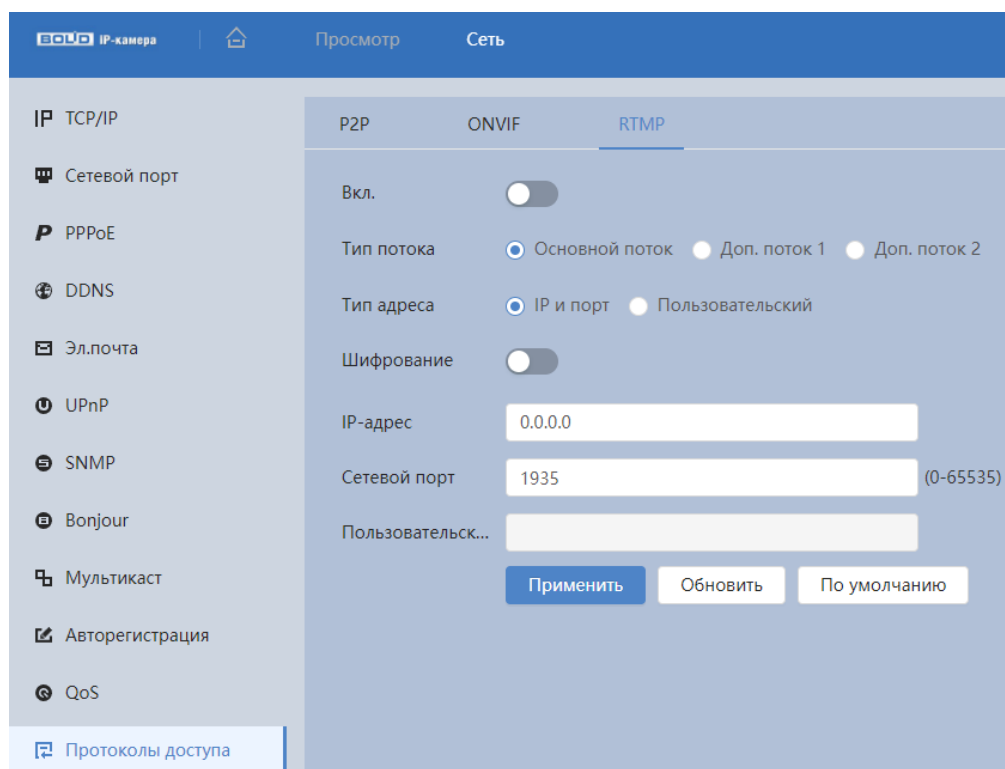 BOLID IP-камера Просмотр Сеть
TCP/IP
Сетевой порт
PPPoE
DDNS
Эл.почта
UPnP
SNMP
Bonjour
Мультикаст
Авторегистрация
QoS
Протоколы доступа
P2P ONVIF RTMP
Вкл.
Тип потока Основной поток Доп. поток 1 Доп. поток 2
Тип адреса IP и порт Пользовательский
Шифрование
IP-адрес 0.0.0.0
Сетевой порт 1935 (0-65535)
Пользовательск...
Применить Обновить По умолчанию